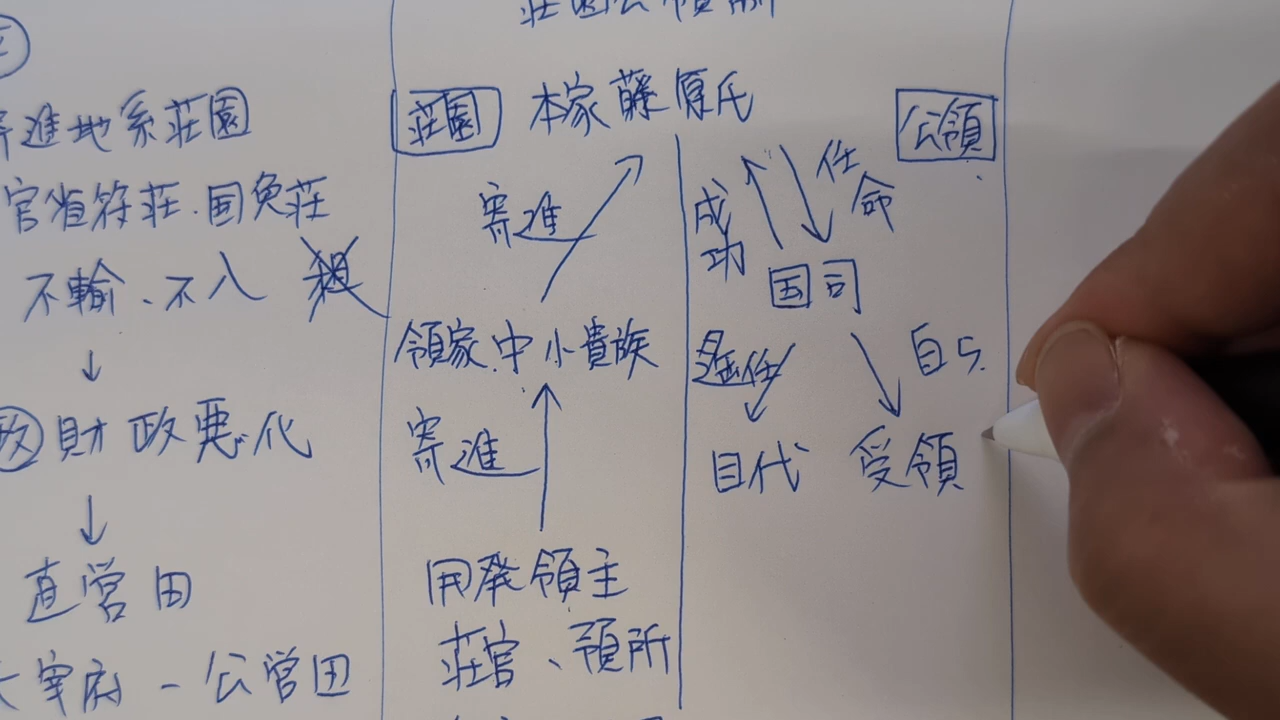 寄進地系荘園
官省符荘.国免荘
不輸、不入 租
↓
政 財政悪化
↓
直営田
大宰府-公営田
荘園公領制
荘園 本家藤原氏
寄進
領家.中小貴族
寄進
開発領主
荘官、預所
公領
成功
任命
国司
遥任
自ら
目代 受領